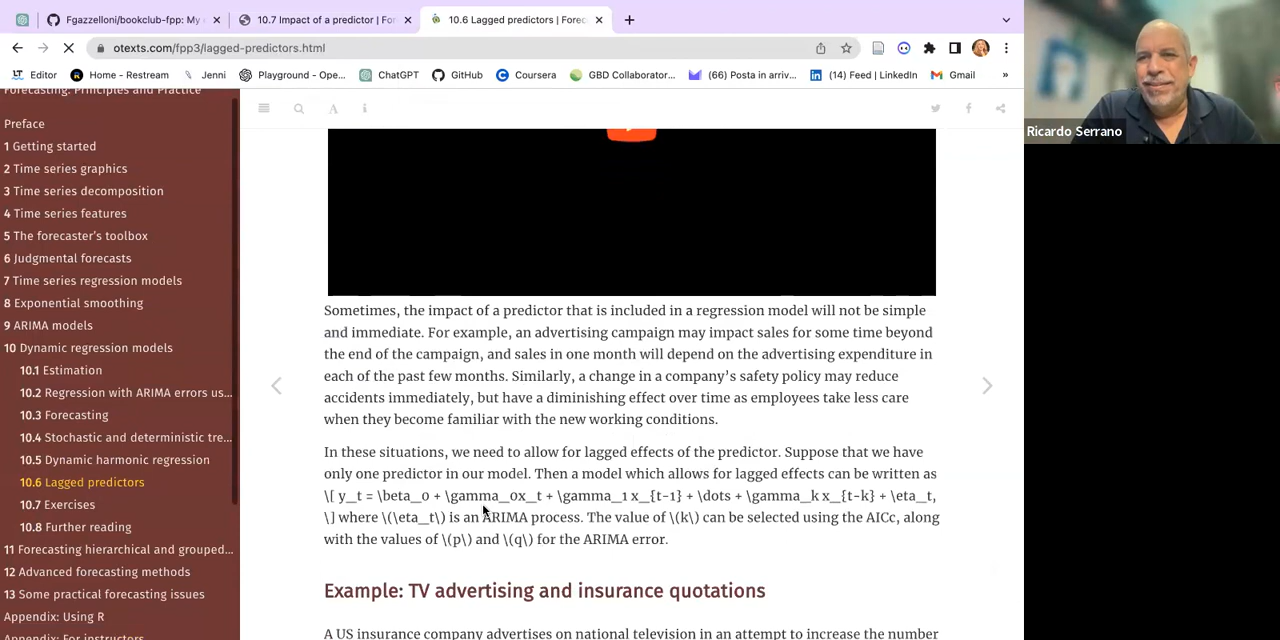 Fgazzelloni/bookclub-fpp: My
10.7 Impact of a predictor | For
10.6 Lagged predictors | Forec
otexts.com/fpp3/lagged-predictors.html
Editor
Home - Restream
Jenni
Playground - Ope...
ChatGPT
GitHub
Coursera
GBD Collaborator...
(66) Posta in arriv...
(14) Feed | LinkedIn
Gmail
»
Forecasting: Principles and Practice
Preface
1 Getting started
2 Time series graphics
3 Time series decomposition
4 Time series features
5 The forecaster's toolbox
6 Judgmental forecasts
7 Time series regression models
8 Exponential smoothing
9 ARIMA models
10 Dynamic regression models
10.1 Estimation
10.2 Regression with ARIMA errors us...
10.3 Forecasting
10.4 Stochastic and deterministic tre...
10.5 Dynamic harmonic regression
10.6 Lagged predictors
10.7 Exercises
10.8 Further reading
11 Forecasting hierarchical and grouped...
12 Advanced forecasting methods
13 Some practical forecasting issues
Appendix: Using R
Appendix: For instructors
Sometimes, the impact of a predictor that is included in a regression model will not be simple
and immediate. For example, an advertising campaign may impact sales for some time beyond
the end of the campaign, and sales in one month will depend on the advertising expenditure in
each of the past few months. Similarly, a change in a company's safety policy may reduce
accidents immediately, but have a diminishing effect over time as employees take less care
when they become familiar with the new working conditions.
In these situations, we need to allow for lagged effects of the predictor. Suppose that we have
only one predictor in our model. Then a model which allows for lagged effects can be written as
\[ y_t = \beta_0 + \gamma_0x_t + \gamma_1 x_{t-1} + \dots + \gamma_k x_{t-k} + \eta_t,
\] where \(\eta_t\) is an ARIMA process. The value of \(k\) can be selected using the AICc, along
with the values of \(p\) and \(q\) for the ARIMA error.
Example: TV advertising and insurance quotations
A US insurance company advertises on national television in an attempt to increase the number
Ricardo Serrano